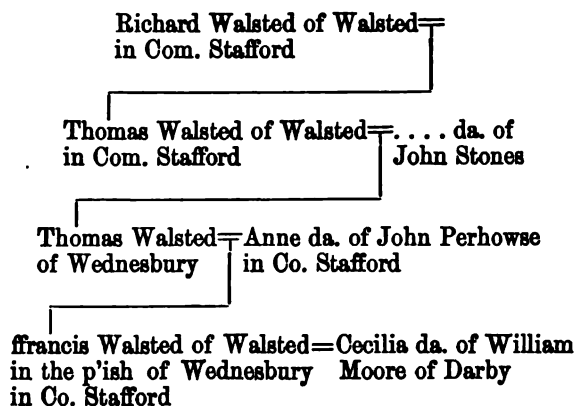 Richard Walsted of Walsted=
in Com. Stafford
Thomas Walsted of Walsted=.... da. of
in Com. Stafford John Stones
Thomas Walsted=Anne da. of John Perhowse
of Wednesbury in Co. Stafford
ffrancis Walsted of Walsted=Cecilia da. of William
in the p'ish of Wednesbury Moore of Darby
in Co. Stafford